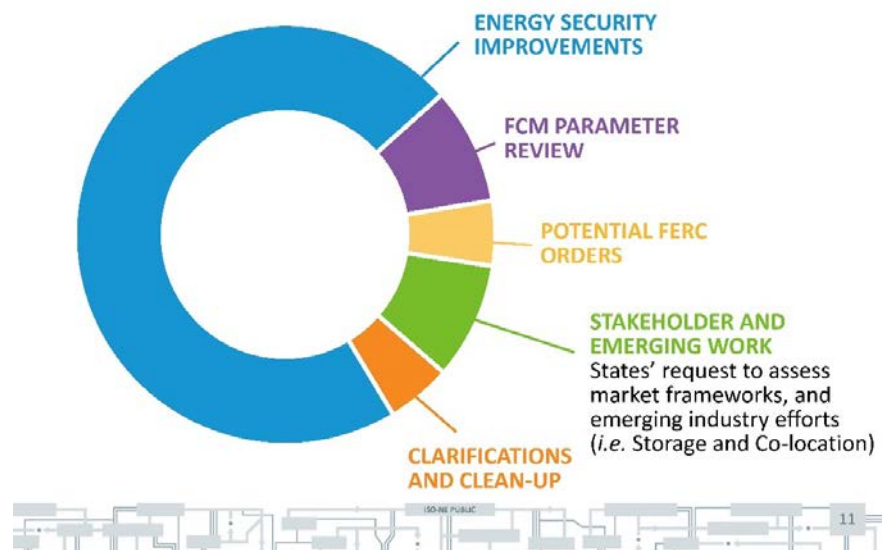 ENERGY SECURITY
IMPROVEMENTS
FCM PARAMETER
REVIEW
POTENTIAL FERC
ORDERS
STAKEHOLDER AND
EMERGING WORK
States' request to assess
market frameworks, and
emerging industry efforts
(i.e. Storage and Co-location)
CLARIFICATIONS
AND CLEAN-UP
ISO-NE PUBLIC
11